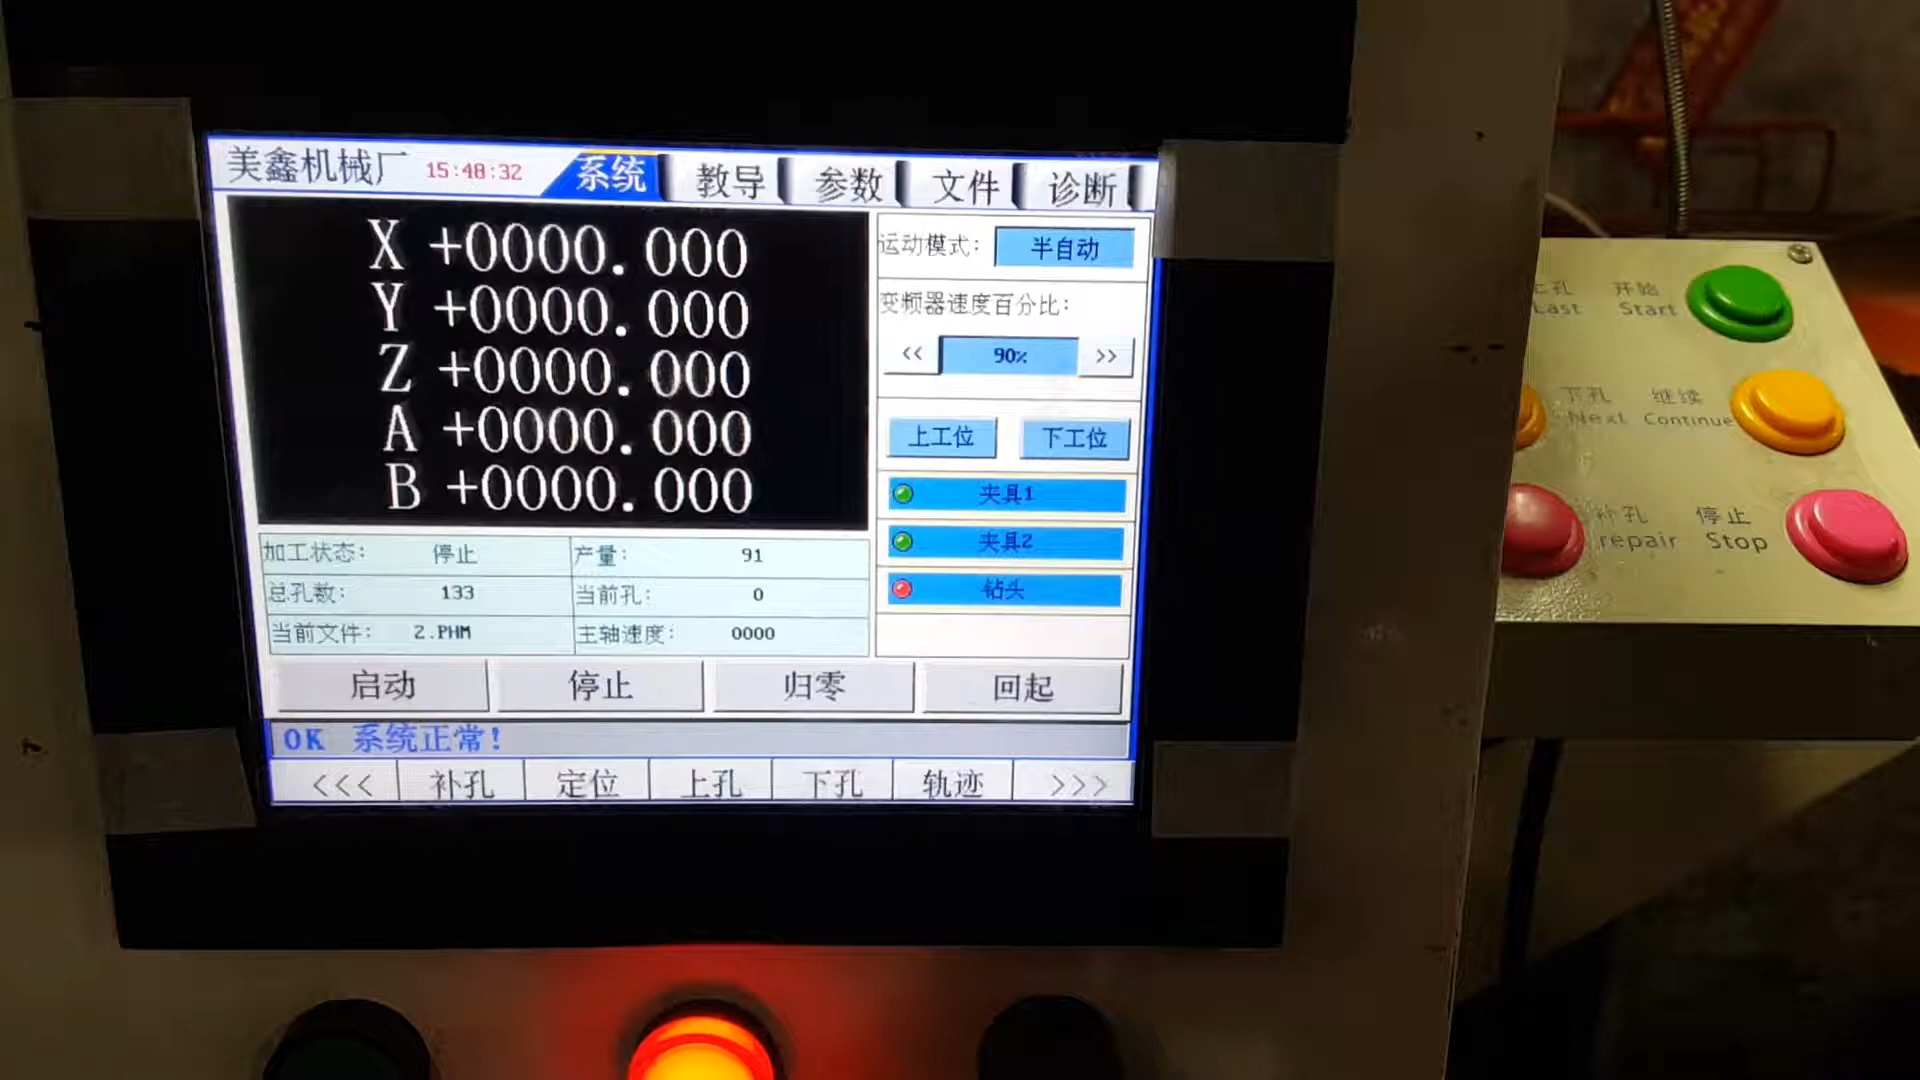 美鑫机械厂 15:48:32 系统 教导 参数 文件 诊断
X +0000.000
Y +0000.000
Z +0000.000
A +0000.000
B +0000.000
运动模式: 半自动
变频器速度百分比:
<< 90% >>
上工位 下工位
夹具1
夹具2
钻头
加工状态: 停止 产量: 91
总孔数: 133 当前孔: 0
当前文件: 2.PHM 主轴速度: 0000
启动 停止 归零 回起
OK 系统正常!
<<< 补孔 定位 上孔 下孔 轨迹 >>>
上孔 开始
Last Start
下孔 继续
Next Continue
补孔 停止
repair Stop